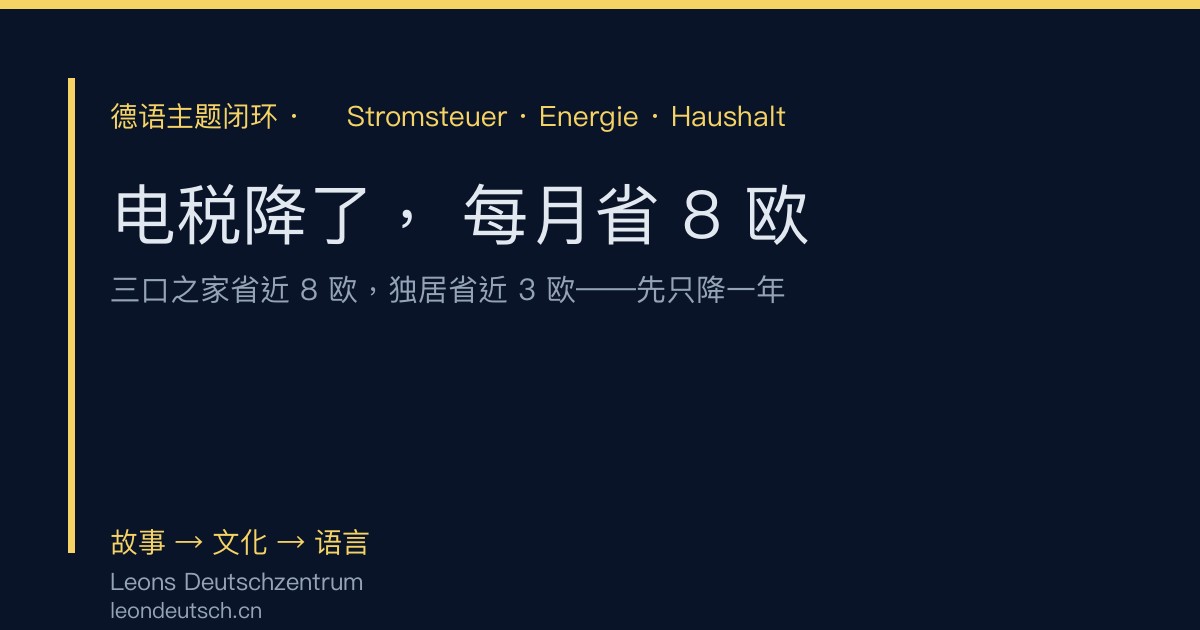 德语主题闭环 · Stromsteuer · Energie · Haushalt
电税降了， 每月省 8 欧
三口之家省近 8 欧，独居省近 3 欧——先只降一年
故事 → 文化 → 语言
Leons Deutschzentrum
leondeutsch.cn